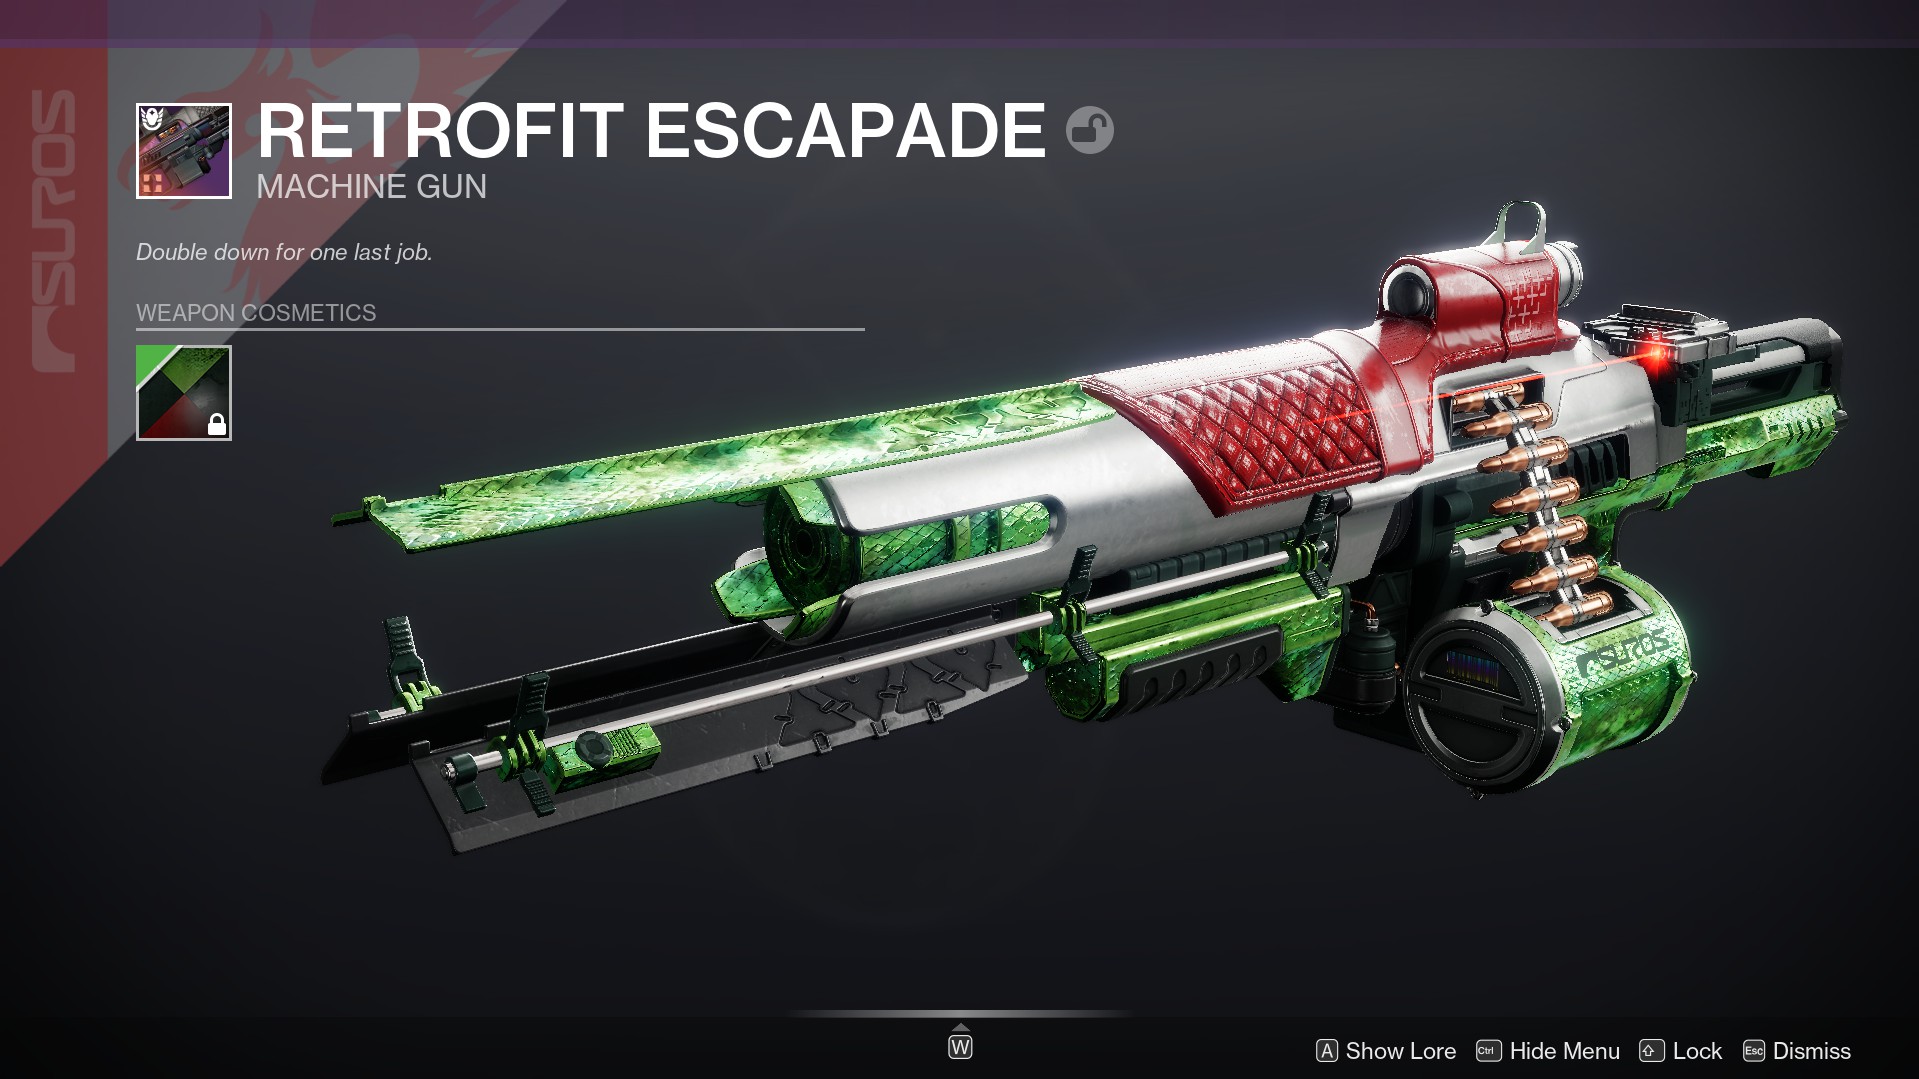 SUROS
RETROFIT ESCAPADE
MACHINE GUN
Double down for one last job.
WEAPON COSMETICS
SUROS
W
A Show Lore
Ctrl Hide Menu
Lock
Esc Dismiss